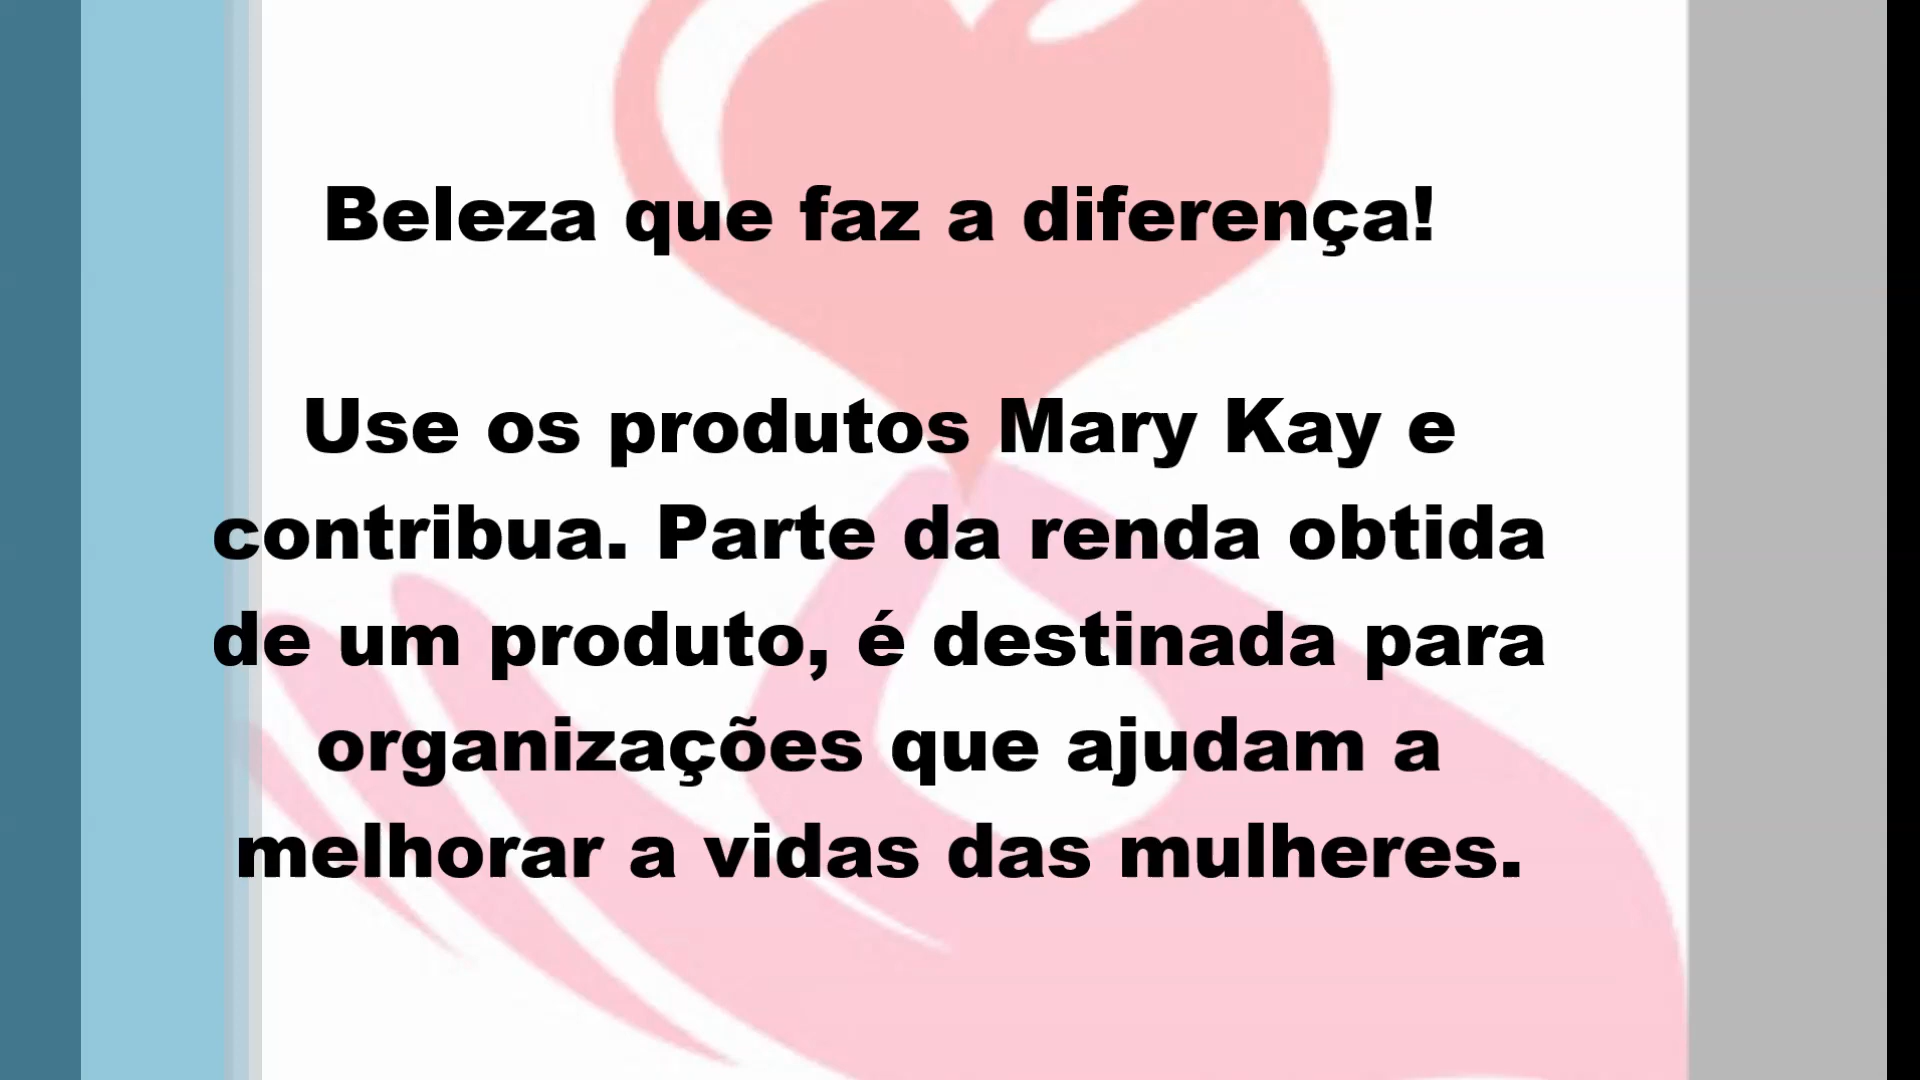 Beleza que faz a diferença!
Use os produtos Mary Kay e
contribua. Parte da renda obtida
de um produto, é destinada para
organizações que ajudam a
melhorar a vidas das mulheres.